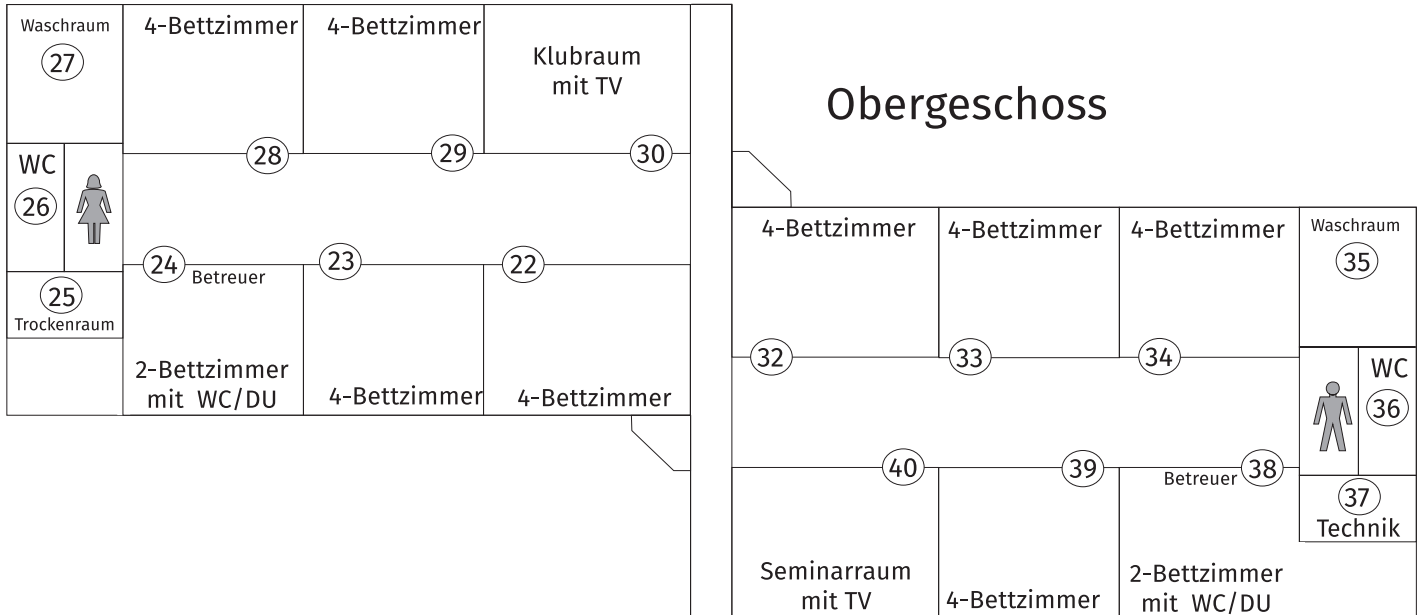 Obergeschoss
Waschraum
27
4-Bettzimmer
28
4-Bettzimmer
29
Klubraum
mit TV
30
WC
26
25
Trockenraum
24
Betreuer
2-Bettzimmer
mit WC/DU
23
4-Bettzimmer
22
4-Bettzimmer
4-Bettzimmer
32
4-Bettzimmer
33
4-Bettzimmer
34
Waschraum
35
WC
36
37
Technik
40
Seminarraum
mit TV
39
4-Bettzimmer
38
Betreuer
2-Bettzimmer
mit WC/DU